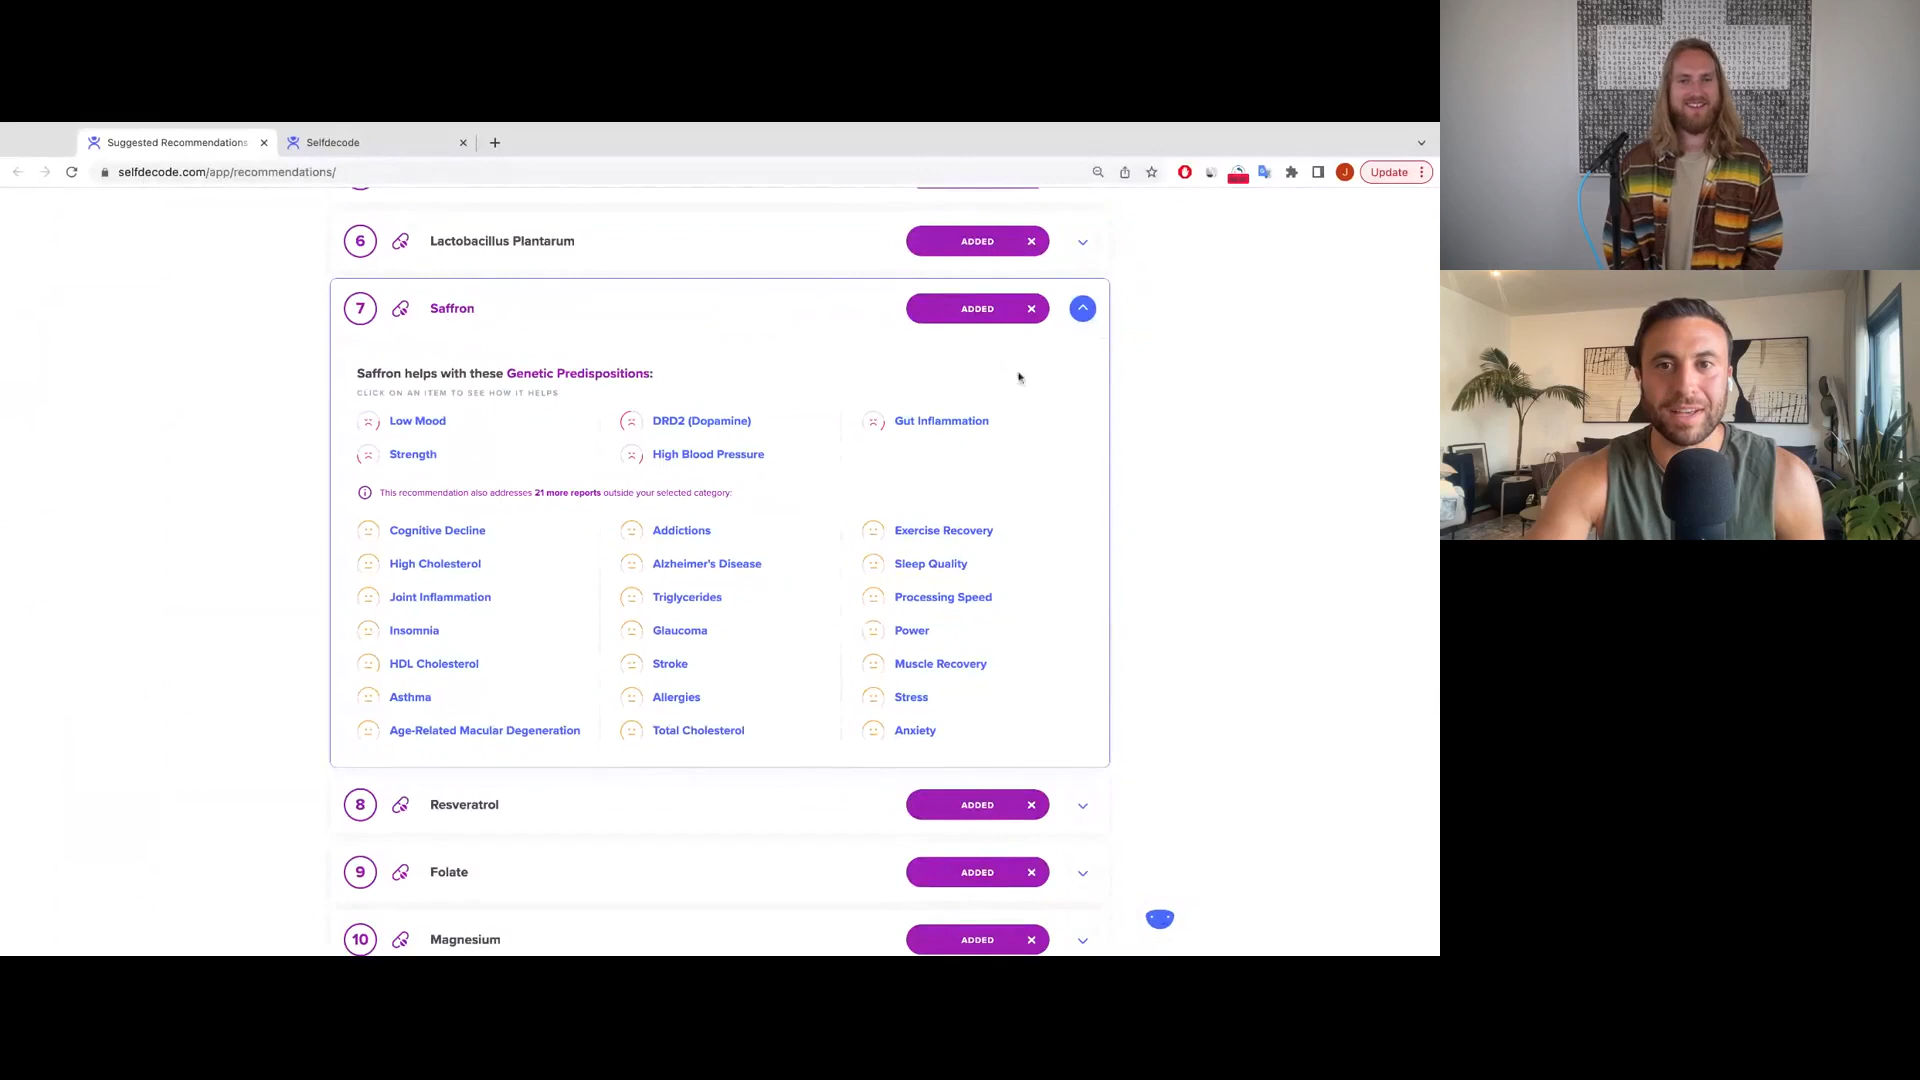 Suggested Recommendations
Selfdecode
selfdecode.com/app/recommendations/
J
Update
6 Lactobacillus Plantarum ADDED
7 Saffron ADDED
Saffron helps with these Genetic Predispositions:
CLICK ON AN ITEM TO SEE HOW IT HELPS
Low Mood DRD2 (Dopamine) Gut Inflammation
Strength High Blood Pressure
This recommendation also addresses 21 more reports outside your selected category:
Cognitive Decline Addictions Exercise Recovery
High Cholesterol Alzheimer's Disease Sleep Quality
Joint Inflammation Triglycerides Processing Speed
Insomnia Glaucoma Power
HDL Cholesterol Stroke Muscle Recovery
Asthma Allergies Stress
Age-Related Macular Degeneration Total Cholesterol Anxiety
8 Resveratrol ADDED
9 Folate ADDED
10 Magnesium ADDED